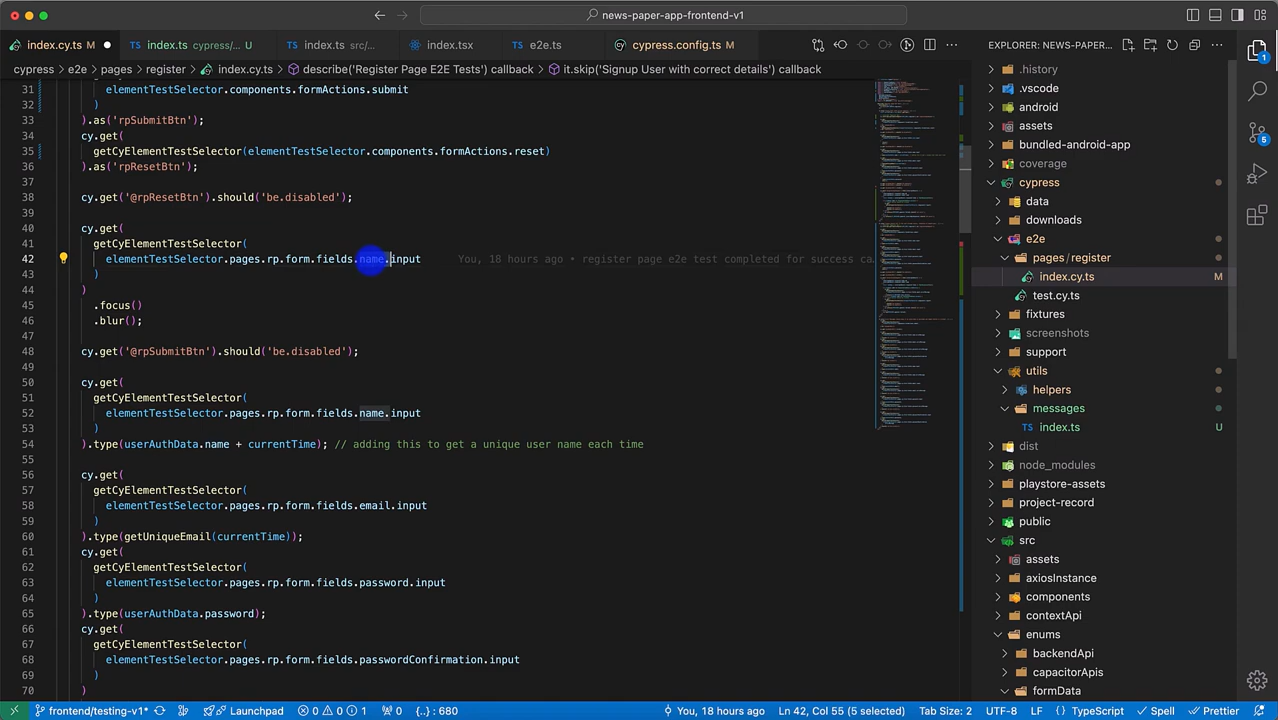 news-paper-app-frontend-v1
index.cy.ts M
index.ts cypress/... U
index.ts src/...
index.tsx
e2e.ts
cypress.config.ts M
EXPLORER: NEWS-PAPER...
cypress > e2e > pages > register > index.cy.ts > describe('Register Page E2E Tests') callback > it.skip('Signup User with correct details') callback
31 elementTestSelector.components.formActions.submit
32 )
).as('rpSubmitBtn');
34 cy.get(
35 getCyElementTestSelector(elementTestSelector.components.formActions.reset)
cy.get('@rpResetBtn').should('be.disabled');
39
cy.get(
getCyElementTestSelector(
elementTestSelector.pages.rp.form.fields.name.input You, 18 hours ago • register page e2e test completed for success ca
)
45 .focus()
46 .blur();
47
48 cy.get('@rpSubmitBtn').should('be.disabled');
49
50 cy.get(
51 getCyElementTestSelector(
52 elementTestSelector.pages.rp.form.fields.name.input
53 )
54 ).type(userAuthData.name + currentTime); // adding this to get a unique user name each time
55
56 cy.get(
57 getCyElementTestSelector(
58 elementTestSelector.pages.rp.form.fields.email.input
59 )
60 ).type(getUniqueEmail(currentTime));
61 cy.get(
62 getCyElementTestSelector(
63 elementTestSelector.pages.rp.form.fields.password.input
64 )
65 ).type(userAuthData.password);
66 cy.get(
67 getCyElementTestSelector(
68 elementTestSelector.pages.rp.form.fields.passwordConfirmation.input
69 )
70 )
.history
.vscode
android
assets
bundled-android-app
coverage
cypress
data
downloads
e2e
pages/register
index.cy.ts M
test.cy.ts
fixtures
screenshots
support
utils
helpers
messages
TS index.ts U
dist
node_modules
playstore-assets
project-record
public
src
assets
axiosInstance
components
contextApi
enums
backendApi
capacitorApis
formData
1
5
frontend/testing-v1* Launchpad 0 0 1 0 {..} : 680 You, 18 hours ago Ln 42, Col 55 (5 selected) Tab Size: 2 UTF-8 LF {} TypeScript Spell Prettier